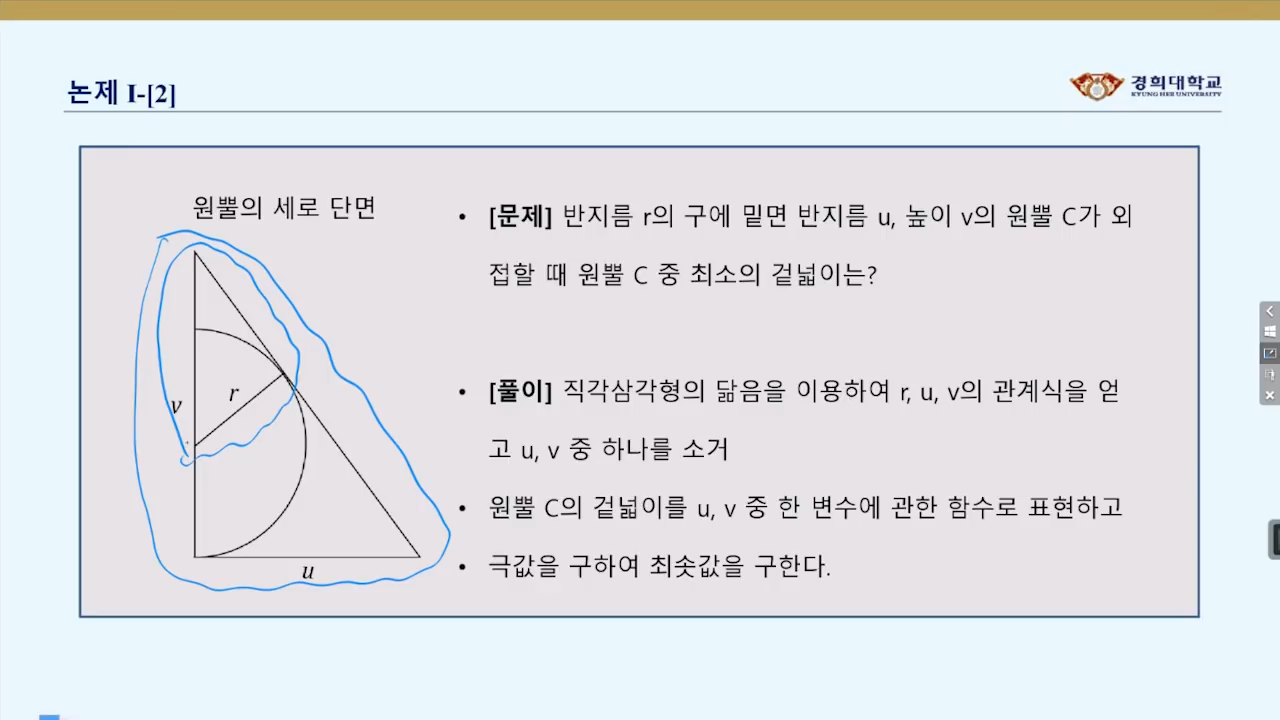 논제 I-[2]
경희대학교
KYUNG HEE UNIVERSITY
원뿔의 세로 단면
v
r
u
• [문제] 반지름 r의 구에 밑면 반지름 u, 높이 v의 원뿔 C가 외
접할 때 원뿔 C 중 최소의 겉넓이는?
• [풀이] 직각삼각형의 닮음을 이용하여 r, u, v의 관계식을 얻
고 u, v 중 하나를 소거
• 원뿔 C의 겉넓이를 u, v 중 한 변수에 관한 함수로 표현하고
• 극값을 구하여 최솟값을 구한다.